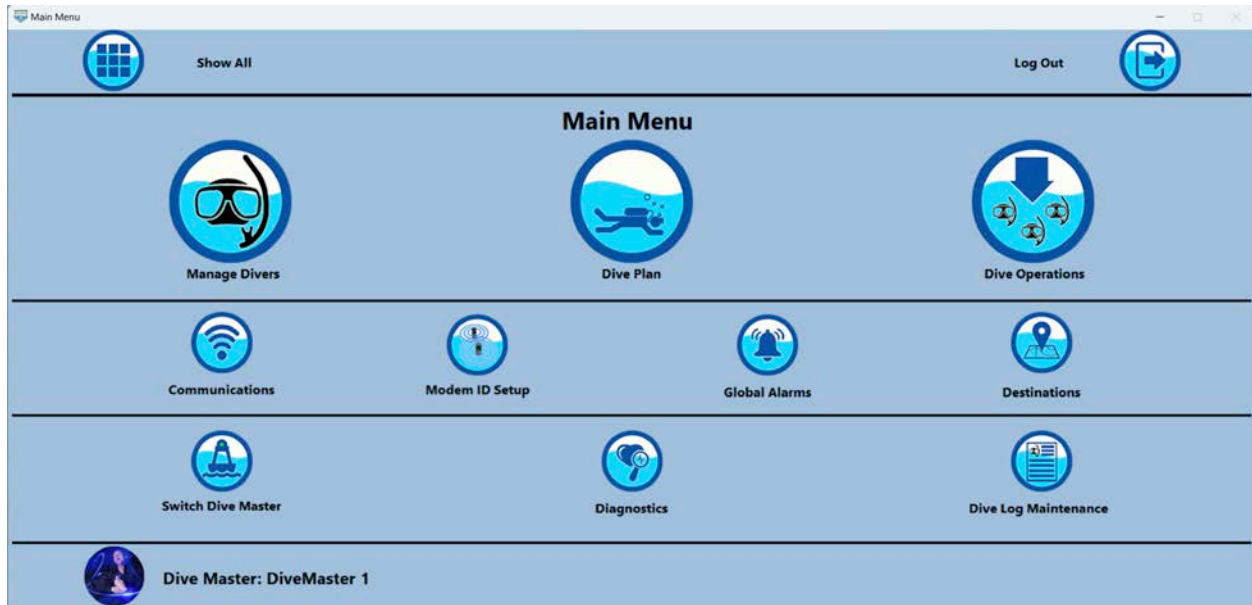 Main Menu
Show All
Log Out
Main Menu
Manage Divers
Dive Plan
Dive Operations
Communications
Modem ID Setup
Global Alarms
Destinations
Switch Dive Master
Diagnostics
Dive Log Maintenance
Dive Master: DiveMaster 1